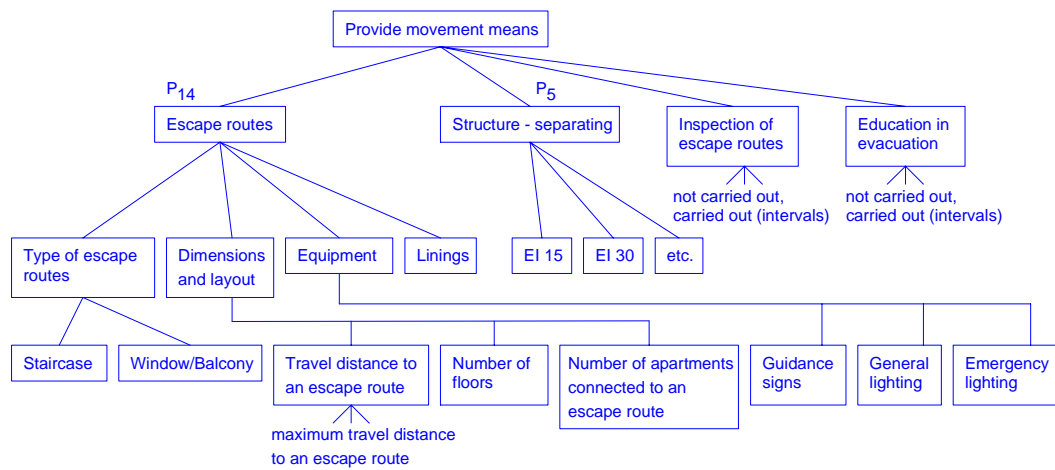 Provide movement means
P14
P5
Escape routes
Structure - separating
Inspection of
escape routes
Education in
evacuation
not carried out,
carried out (intervals)
not carried out,
carried out (intervals)
Type of escape
routes
Dimensions
and layout
Equipment
Linings
EI 15
EI 30
etc.
Staircase
Window/Balcony
Travel distance to
an escape route
Number of
floors
Number of apartments
connected to an
escape route
Guidance
signs
General
lighting
Emergency
lighting
maximum travel distance
to an escape route